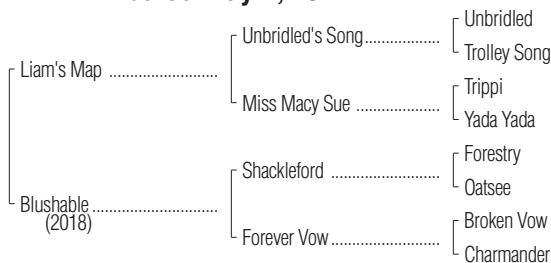 Unbridled
Unbridled's Song
Trolley Song
Liam's Map
Trippi
Miss Macy Sue
Yada Yada
Forestry
Shackleford
Oatsee
Blushable
(2018)
Broken Vow
Forever Vow
Charmander